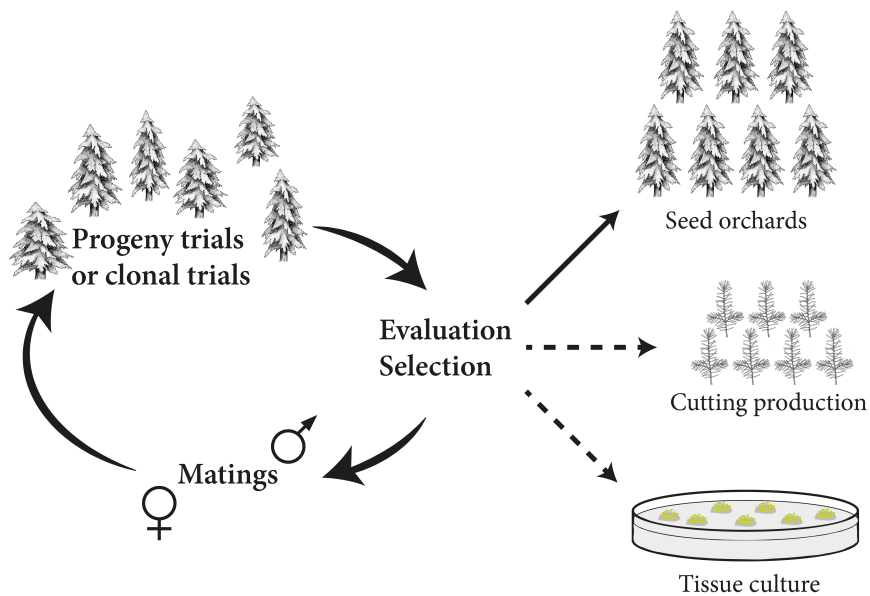 Progeny trials
or clonal trials
Evaluation
Selection
Matings
Seed orchards
Cutting production
Tissue culture